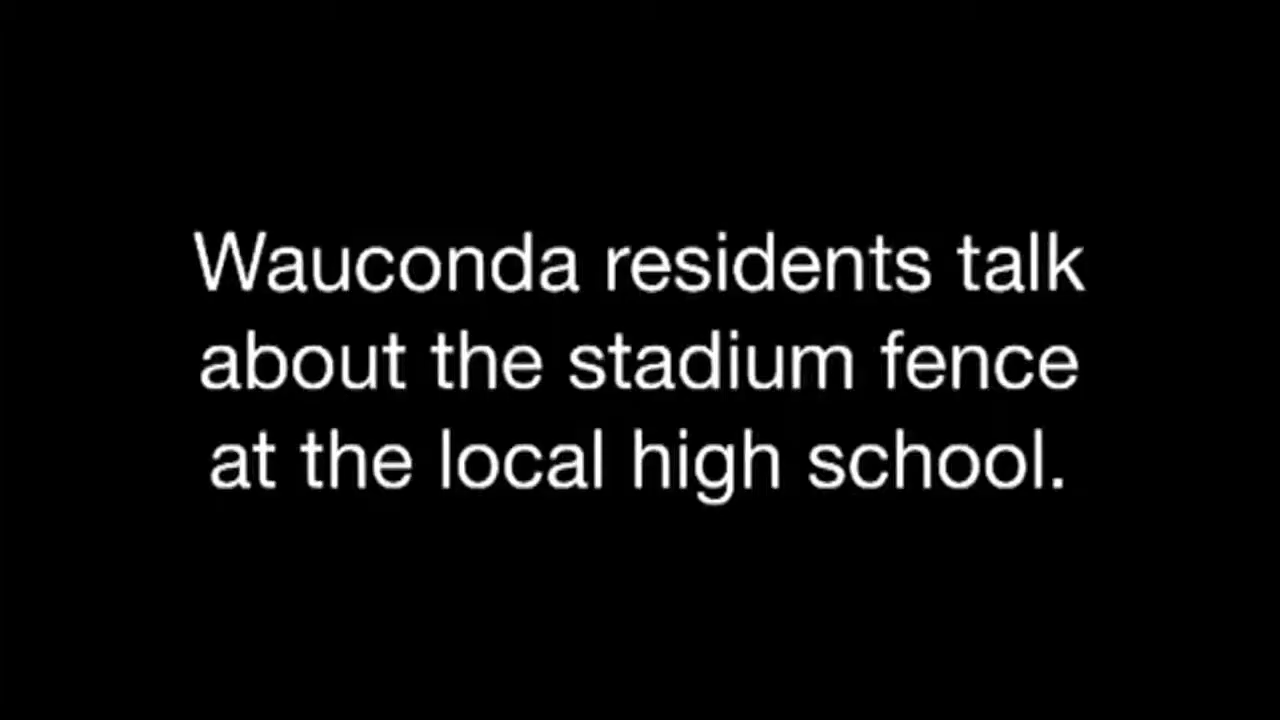 Wauconda residents talk
about the stadium fence
at the local high school.